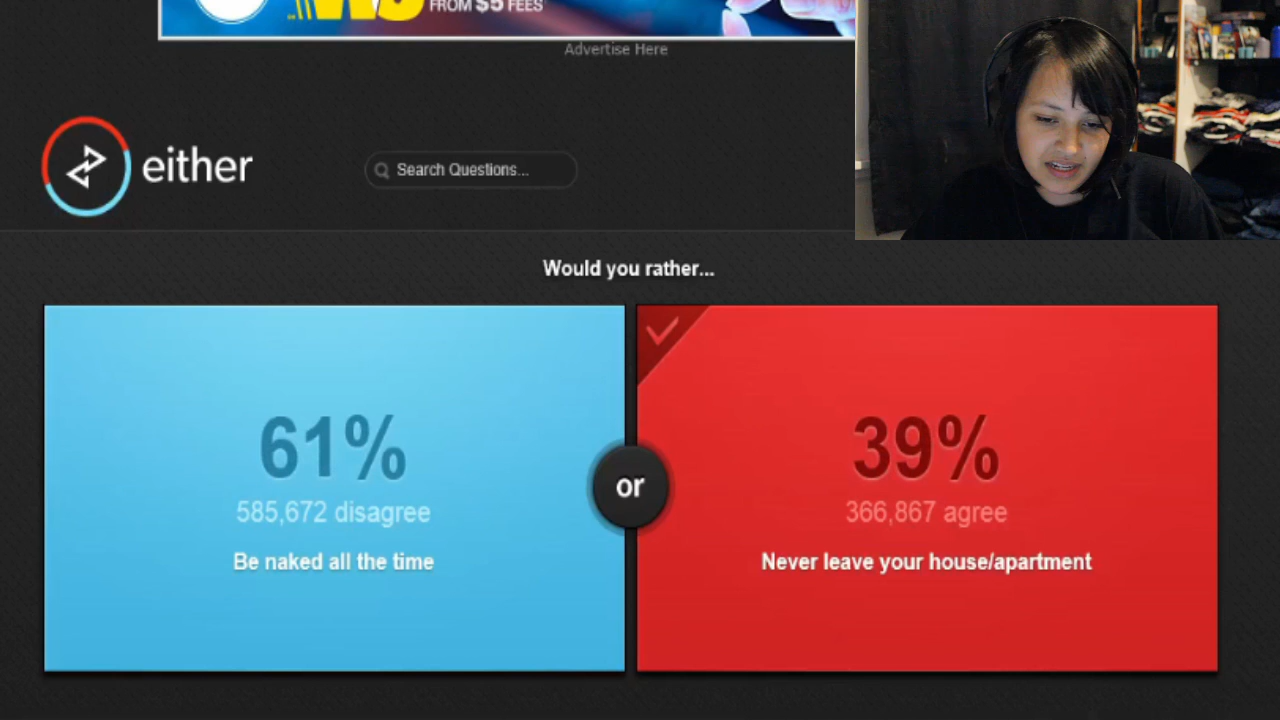 FROM $5 FEES
Advertise Here
either
Search Questions...
Would you rather...
61%
585,672 disagree
Be naked all the time
or
39%
366,867 agree
Never leave your house/apartment